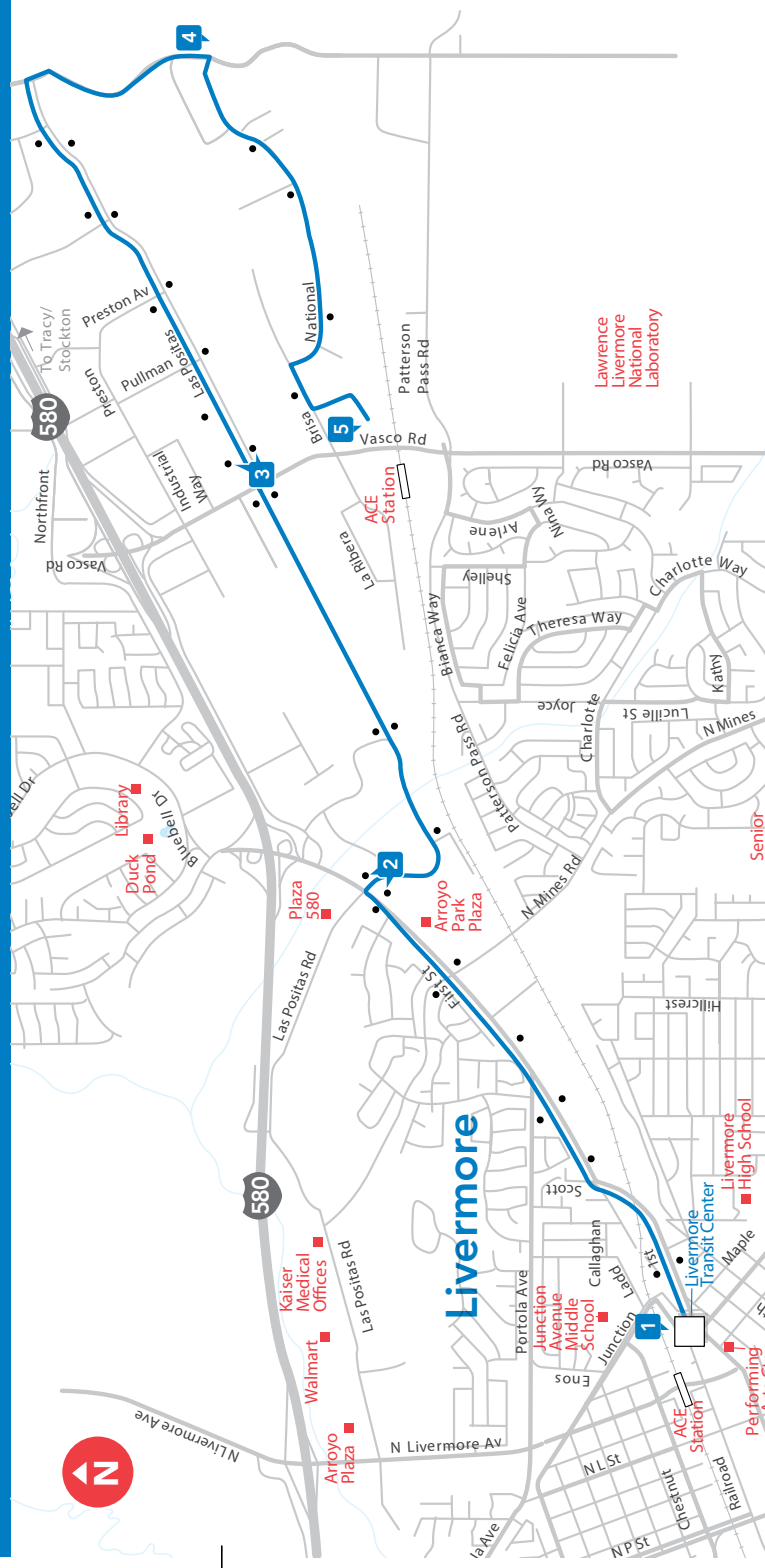 4
To Tracy/
Stockton
Preston Av
Preston
Pullman
Las Positas
National
580
Northfront
Industrial
Way
Brisa
5
Patterson
Pass Rd
Lawrence
Livermore
National
Laboratory
Vasco Rd
3
ACE
Station
Vasco Rd
Vasco Rd
La Ribera
Arlene
Nina Wy
Shelley
Bianca Way
Felicia Ave
Theresa Way
Charlotte Way
Joyce
Lucille St
Kathy
Charlotte
N Mines
Patterson Pass Rd
Library
Duck
Pond
Bluebell Dr
ell Dr
2
Plaza
580
Arroyo
Park
Plaza
N Mines Rd
Senior
Las Positas Rd
First St
Hillcrest
Livermore
580
Scott
Livermore
High School
Kaiser
Medical
Offices
Las Positas Rd
Portola Ave
Callaghan
Ladd
1st
Livermore
Transit Center
Maple
Junction
Avenue
Middle
School
Junction
1
Walmart
Enos
Arroyo
Plaza
N Livermore Ave
N Livermore Av
ACE
Station
Performing
N L St
Chestnut
Railroad
N P St
la Ave
N